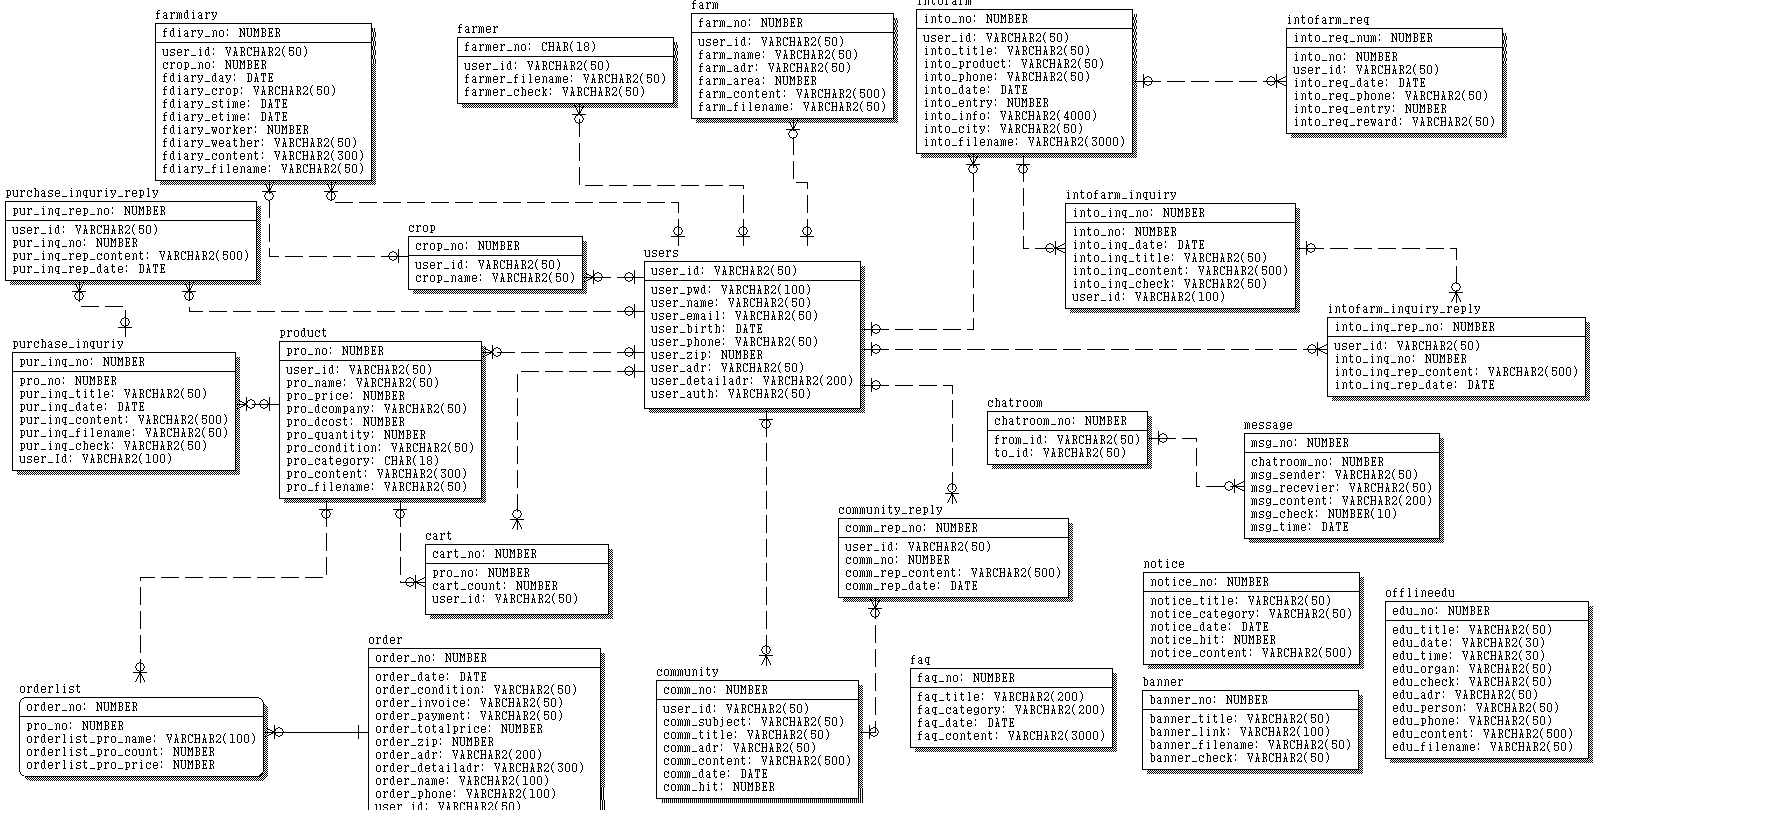 farmdiary
fdiary_no: NUMBER
user_id: VARCHAR2(50)
crop_no: NUMBER
fdiary_day: DATE
fdiary_crop: VARCHAR2(50)
fdiary_stime: DATE
fdiary_etime: DATE
fdiary_worker: NUMBER
fdiary_weather: VARCHAR2(50)
fdiary_content: VARCHAR2(300)
fdiary_filename: VARCHAR2(50)
farmer
farmer_no: CHAR(18)
user_id: VARCHAR2(50)
farmer_filename: VARCHAR2(50)
farmer_check: VARCHAR2(50)
farm
farm_no: NUMBER
user_id: VARCHAR2(50)
farm_name: VARCHAR2(50)
farm_adr: VARCHAR2(50)
farm_area: NUMBER
farm_content: VARCHAR2(500)
farm_filename: VARCHAR2(50)
intofarm
into_no: NUMBER
user_id: VARCHAR2(50)
into_title: VARCHAR2(50)
into_product: VARCHAR2(50)
into_phone: VARCHAR2(50)
into_date: DATE
into_entry: NUMBER
into_info: VARCHAR2(4000)
into_city: VARCHAR2(50)
into_filename: VARCHAR2(3000)
intofarm_req
into_req_num: NUMBER
into_no: NUMBER
user_id: VARCHAR2(50)
into_req_date: DATE
into_req_phone: VARCHAR2(50)
into_req_entry: NUMBER
into_req_reward: VARCHAR2(50)
purchase_inquriy_reply
pur_inq_rep_no: NUMBER
user_id: VARCHAR2(50)
pur_inq_no: NUMBER
pur_inq_rep_content: VARCHAR2(500)
pur_inq_rep_date: DATE
crop
crop_no: NUMBER
user_id: VARCHAR2(50)
crop_name: VARCHAR2(50)
users
user_id: VARCHAR2(50)
user_pwd: VARCHAR2(100)
user_name: VARCHAR2(50)
user_email: VARCHAR2(50)
user_birth: DATE
user_phone: VARCHAR2(50)
user_zip: NUMBER
user_adr: VARCHAR2(50)
user_detailadr: VARCHAR2(200)
user_auth: VARCHAR2(50)
intofarm_inquiry
into_inq_no: NUMBER
into_no: NUMBER
into_inq_date: DATE
into_inq_title: VARCHAR2(50)
into_inq_content: VARCHAR2(500)
into_inq_check: VARCHAR2(50)
user_id: VARCHAR2(100)
intofarm_inquiry_reply
into_inq_rep_no: NUMBER
user_id: VARCHAR2(50)
into_inq_no: NUMBER
into_inq_rep_content: VARCHAR2(500)
into_inq_rep_date: DATE
purchase_inquriy
pur_inq_no: NUMBER
pro_no: NUMBER
pur_inq_title: VARCHAR2(50)
pur_inq_date: DATE
pur_inq_content: VARCHAR2(500)
pur_inq_filename: VARCHAR2(50)
pur_inq_check: VARCHAR2(50)
user_Id: VARCHAR2(100)
product
pro_no: NUMBER
user_id: VARCHAR2(50)
pro_name: VARCHAR2(50)
pro_price: NUMBER
pro_dcompany: VARCHAR2(50)
pro_dcost: NUMBER
pro_quantity: NUMBER
pro_condition: VARCHAR2(50)
pro_category: CHAR(18)
pro_content: VARCHAR2(300)
pro_filename: VARCHAR2(50)
chatroom
chatroom_no: NUMBER
from_id: VARCHAR2(50)
to_id: VARCHAR2(50)
message
msg_no: NUMBER
chatroom_no: NUMBER
msg_sender: VARCHAR2(50)
msg_recevier: VARCHAR2(50)
msg_content: VARCHAR2(200)
msg_check: NUMBER(10)
msg_time: DATE
cart
cart_no: NUMBER
pro_no: NUMBER
cart_count: NUMBER
user_id: VARCHAR2(50)
community_reply
comm_rep_no: NUMBER
user_id: VARCHAR2(50)
comm_no: NUMBER
comm_rep_content: VARCHAR2(500)
comm_rep_date: DATE
notice
notice_no: NUMBER
notice_title: VARCHAR2(50)
notice_category: VARCHAR2(50)
notice_date: DATE
notice_hit: NUMBER
notice_content: VARCHAR2(500)
offlineedu
edu_no: NUMBER
edu_title: VARCHAR2(50)
edu_date: VARCHAR2(30)
edu_time: VARCHAR2(30)
edu_organ: VARCHAR2(50)
edu_check: VARCHAR2(50)
edu_adr: VARCHAR2(50)
edu_person: VARCHAR2(50)
edu_phone: VARCHAR2(50)
edu_content: VARCHAR2(500)
edu_filename: VARCHAR2(50)
orderlist
order_no: NUMBER
pro_no: NUMBER
orderlist_pro_name: VARCHAR2(100)
orderlist_pro_count: NUMBER
orderlist_pro_price: NUMBER
order
order_no: NUMBER
order_date: DATE
order_condition: VARCHAR2(50)
order_invoice: VARCHAR2(50)
order_payment: VARCHAR2(50)
order_totalprice: NUMBER
order_zip: NUMBER
order_adr: VARCHAR2(200)
order_detailadr: VARCHAR2(300)
order_name: VARCHAR2(100)
order_phone: VARCHAR2(100)
user_id: VARCHAR2(50)
community
comm_no: NUMBER
user_id: VARCHAR2(50)
comm_subject: VARCHAR2(50)
comm_title: VARCHAR2(50)
comm_adr: VARCHAR2(50)
comm_content: VARCHAR2(500)
comm_date: DATE
comm_hit: NUMBER
faq
faq_no: NUMBER
faq_title: VARCHAR2(200)
faq_category: VARCHAR2(200)
faq_date: DATE
faq_content: VARCHAR2(3000)
banner
banner_no: NUMBER
banner_title: VARCHAR2(50)
banner_link: VARCHAR2(100)
banner_filename: VARCHAR2(50)
banner_check: VARCHAR2(50)